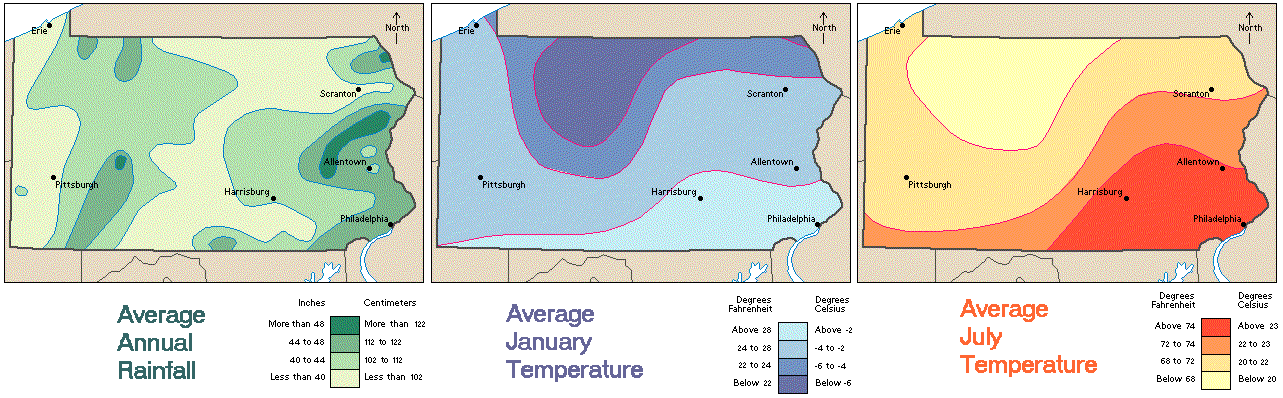 Erie
North
Scranton
Allentown
Pittsburgh
Harrisburg
Philadelphia
Erie
North
Scranton
Allentown
Pittsburgh
Harrisburg
Philadelphia
Erie
North
Scranton
Allentown
Pittsburgh
Harrisburg
Philadelphia
Average
Annual
Rainfall
Inches Centimeters
More than 48 More than 122
44 to 48 112 to 122
40 to 44 102 to 112
Less than 40 Less than 102
Average
January
Temperature
Degrees Degrees
Fahrenheit Celsius
Above 28 Above -2
24 to 28 -4 to -2
22 to 24 -6 to -4
Below 22 Below -6
Average
July
Temperature
Degrees Degrees
Fahrenheit Celsius
Above 74 Above 23
72 to 74 22 to 23
68 to 72 20 to 22
Below 68 Below 20